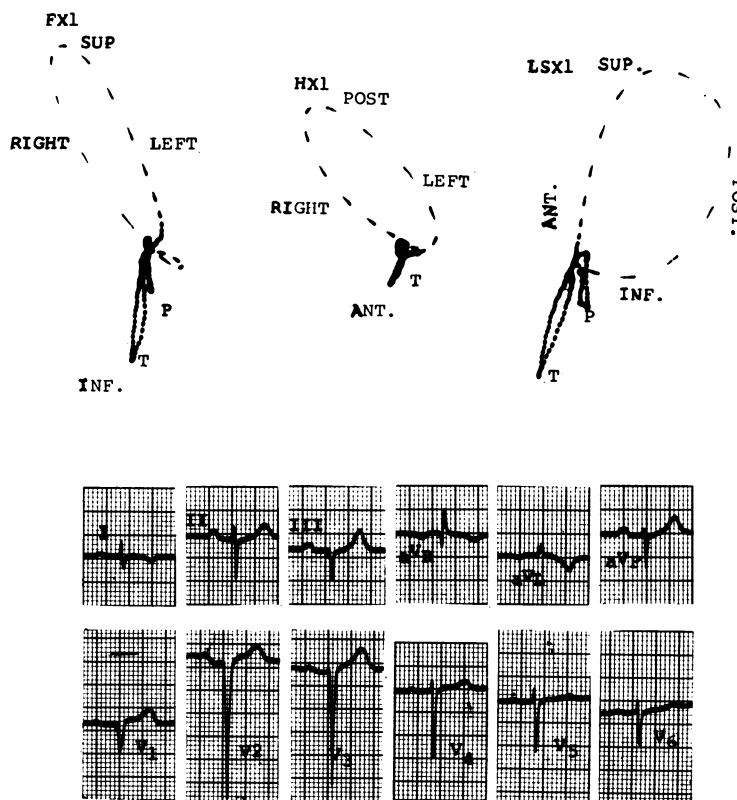 FX1
SUP
RIGHT
LEFT
P
T
INF.
HX1
POST
RIGHT
LEFT
T
ANT.
LSX1 SUP.
ANT.
POST.
INF.
P
T
I
II
III
aVR
aVL
aVF
V1
V2
V3
V4
V5
V6